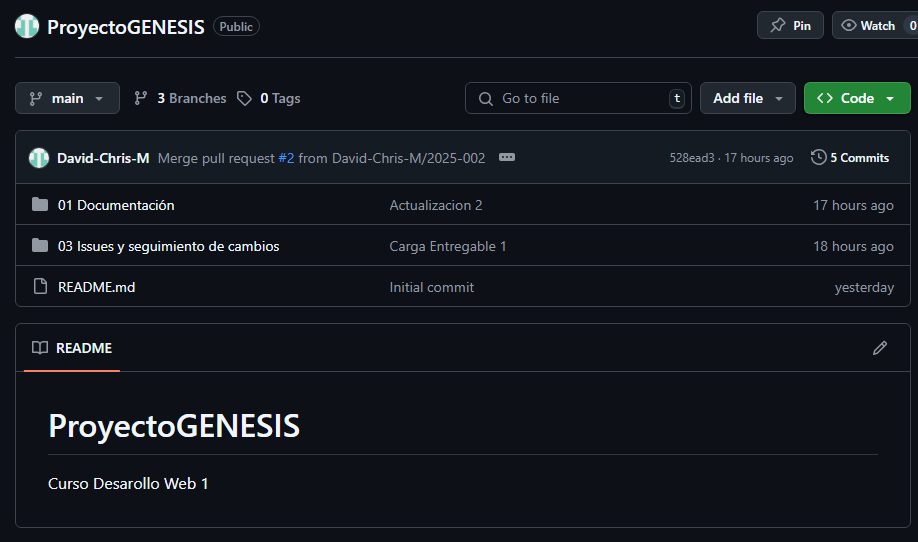 ProyectoGENESIS Public Pin Watch 0
main 3 Branches 0 Tags Go to file t Add file Code
David-Chris-M Merge pull request #2 from David-Chris-M/2025-002 528ead3 · 17 hours ago 5 Commits
01 Documentación Actualizacion 2 17 hours ago
03 Issues y seguimiento de cambios Carga Entregable 1 18 hours ago
README.md Initial commit yesterday
README
ProyectoGENESIS
Curso Desarollo Web 1